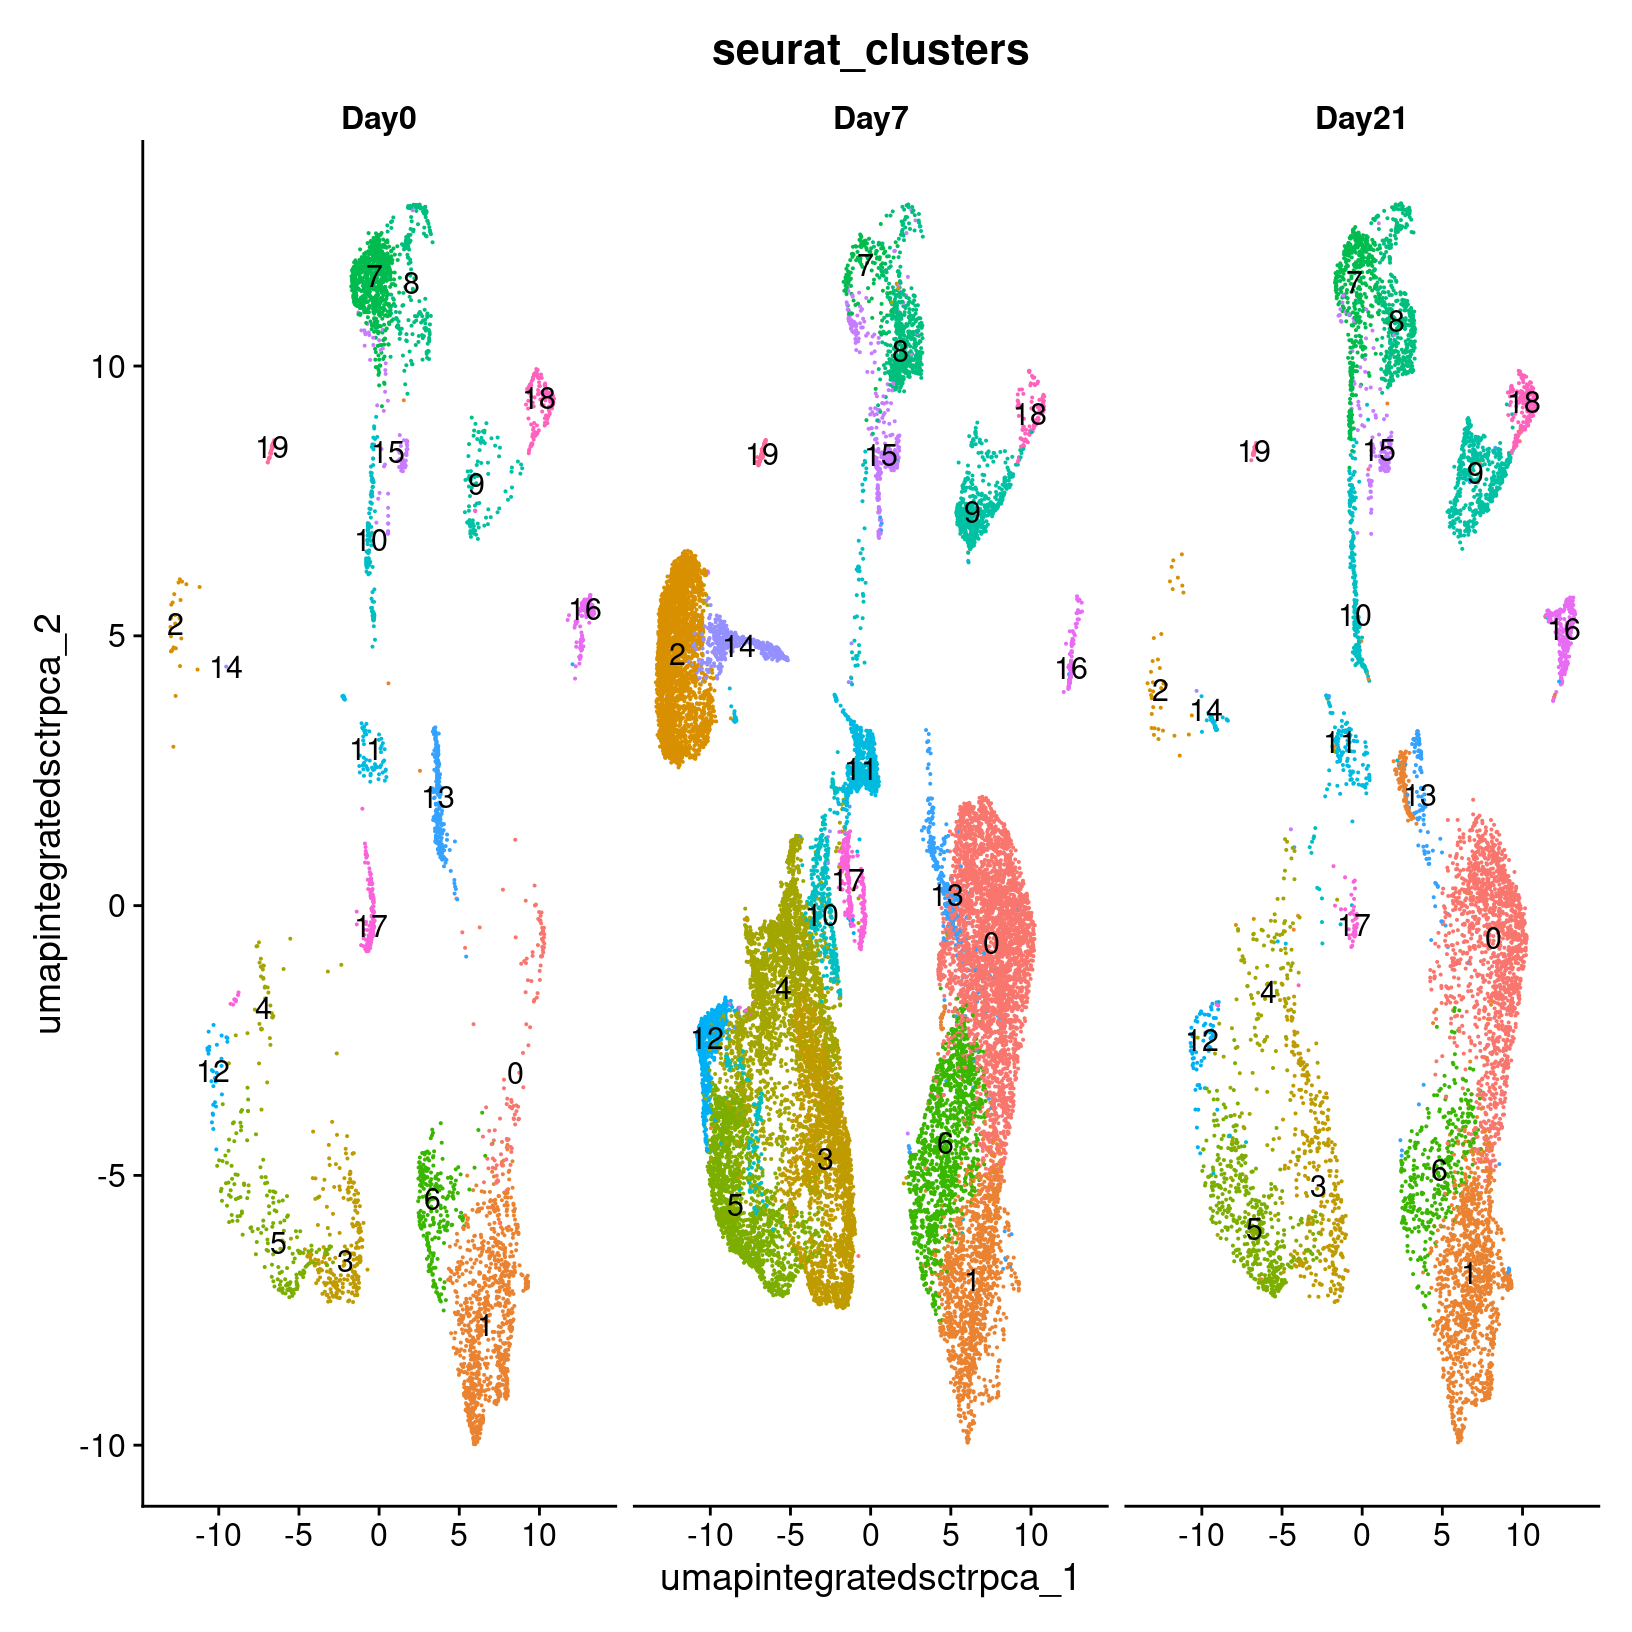 seurat_clusters
Day0 Day7 Day21
7 8 18 19 15 9 10 16 2 14 11 13 17 4 12 0 6 5 3 1
7 8 18 19 15 9 2 14 16 11 17 10 13 0 4 12 6 3 5 1
7 8 18 19 15 9 10 16 2 14 11 13 17 0 4 12 6 3 5 1
10
5
0
-5
-10
umapintegratedsctrpca_2
-10 -5 0 5 10 -10 -5 0 5 10 -10 -5 0 5 10
umapintegratedsctrpca_1